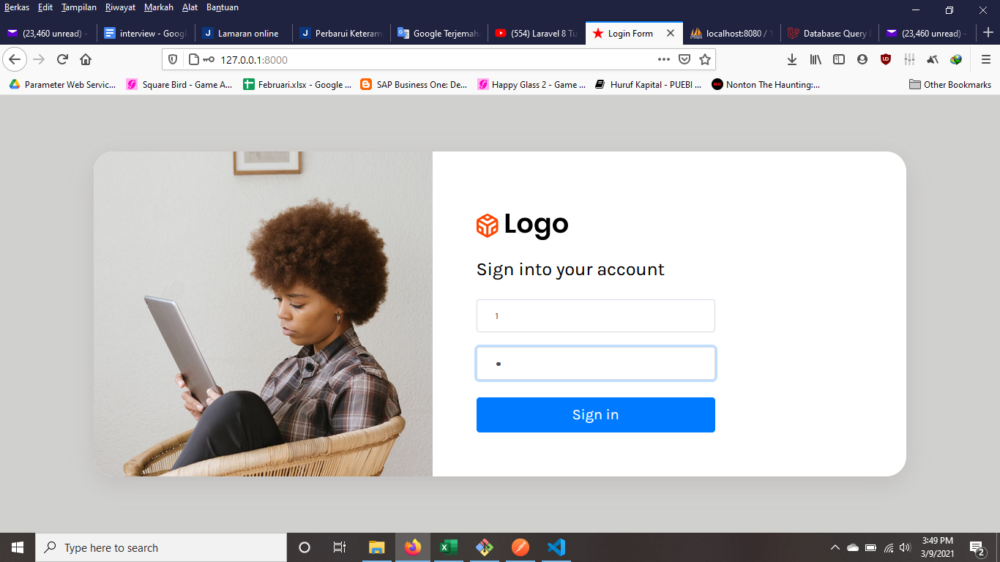 Berkas Edit Tampilan Riwayat Markah Alat Bantuan
(23,460 unread) - interview - Googl Lamaran online Perbarui Keteram Google Terjemaha (554) Laravel 8 Tu Login Form localhost:8080 / 1 Database: Query (23,460 unread) -
127.0.0.1:8000
Parameter Web Servic... Square Bird - Game A... Februari.xlsx - Google ... SAP Business One: De... Happy Glass 2 - Game ... Huruf Kapital - PUEBI ... Nonton The Haunting:... Other Bookmarks
Logo
Sign into your account
1
Sign in
Type here to search
3:49 PM
3/9/2021
2